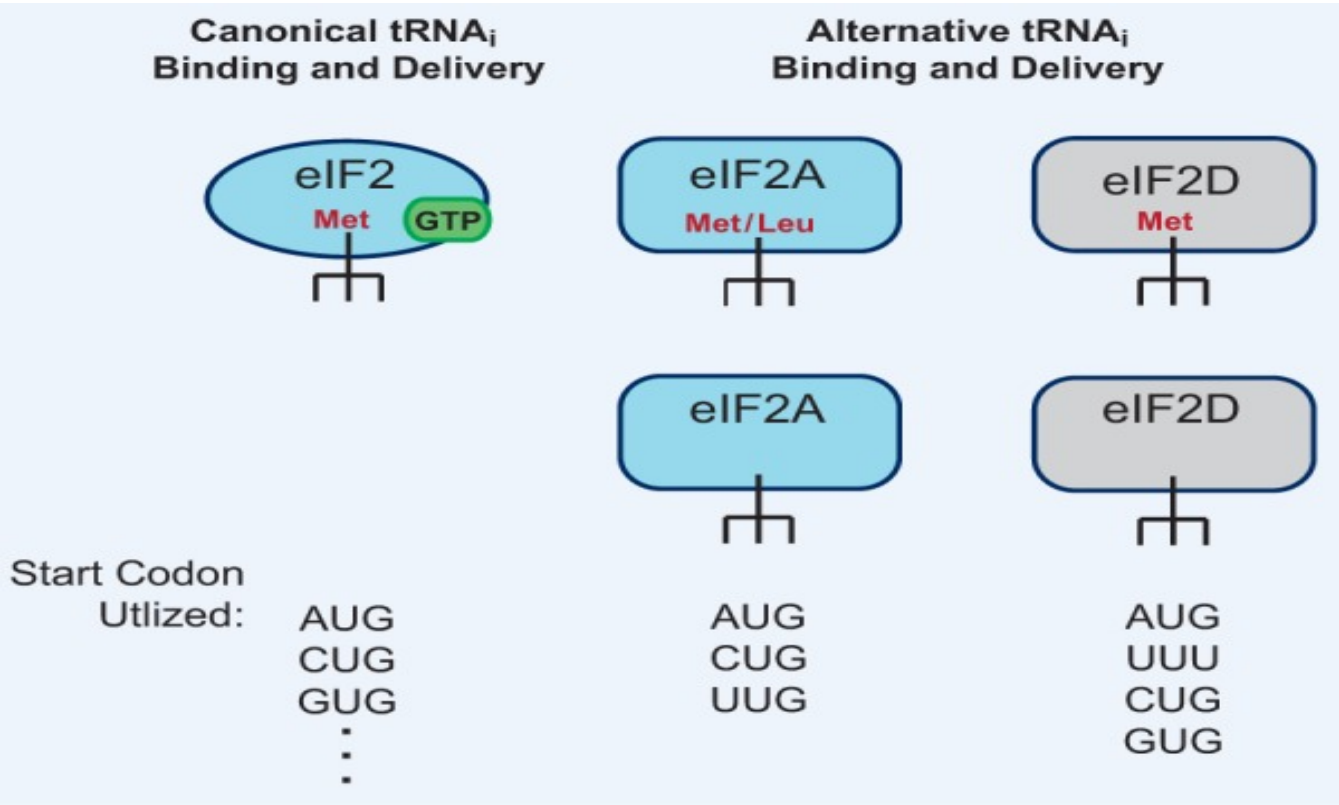 Canonical tRNAi
Binding and Delivery
Alternative tRNAi
Binding and Delivery
eIF2
Met
GTP
eIF2A
Met/Leu
eIF2D
Met
eIF2A
eIF2D
Start Codon
Utlized:
AUG
CUG
GUG
AUG
CUG
UUG
AUG
UUU
CUG
GUG